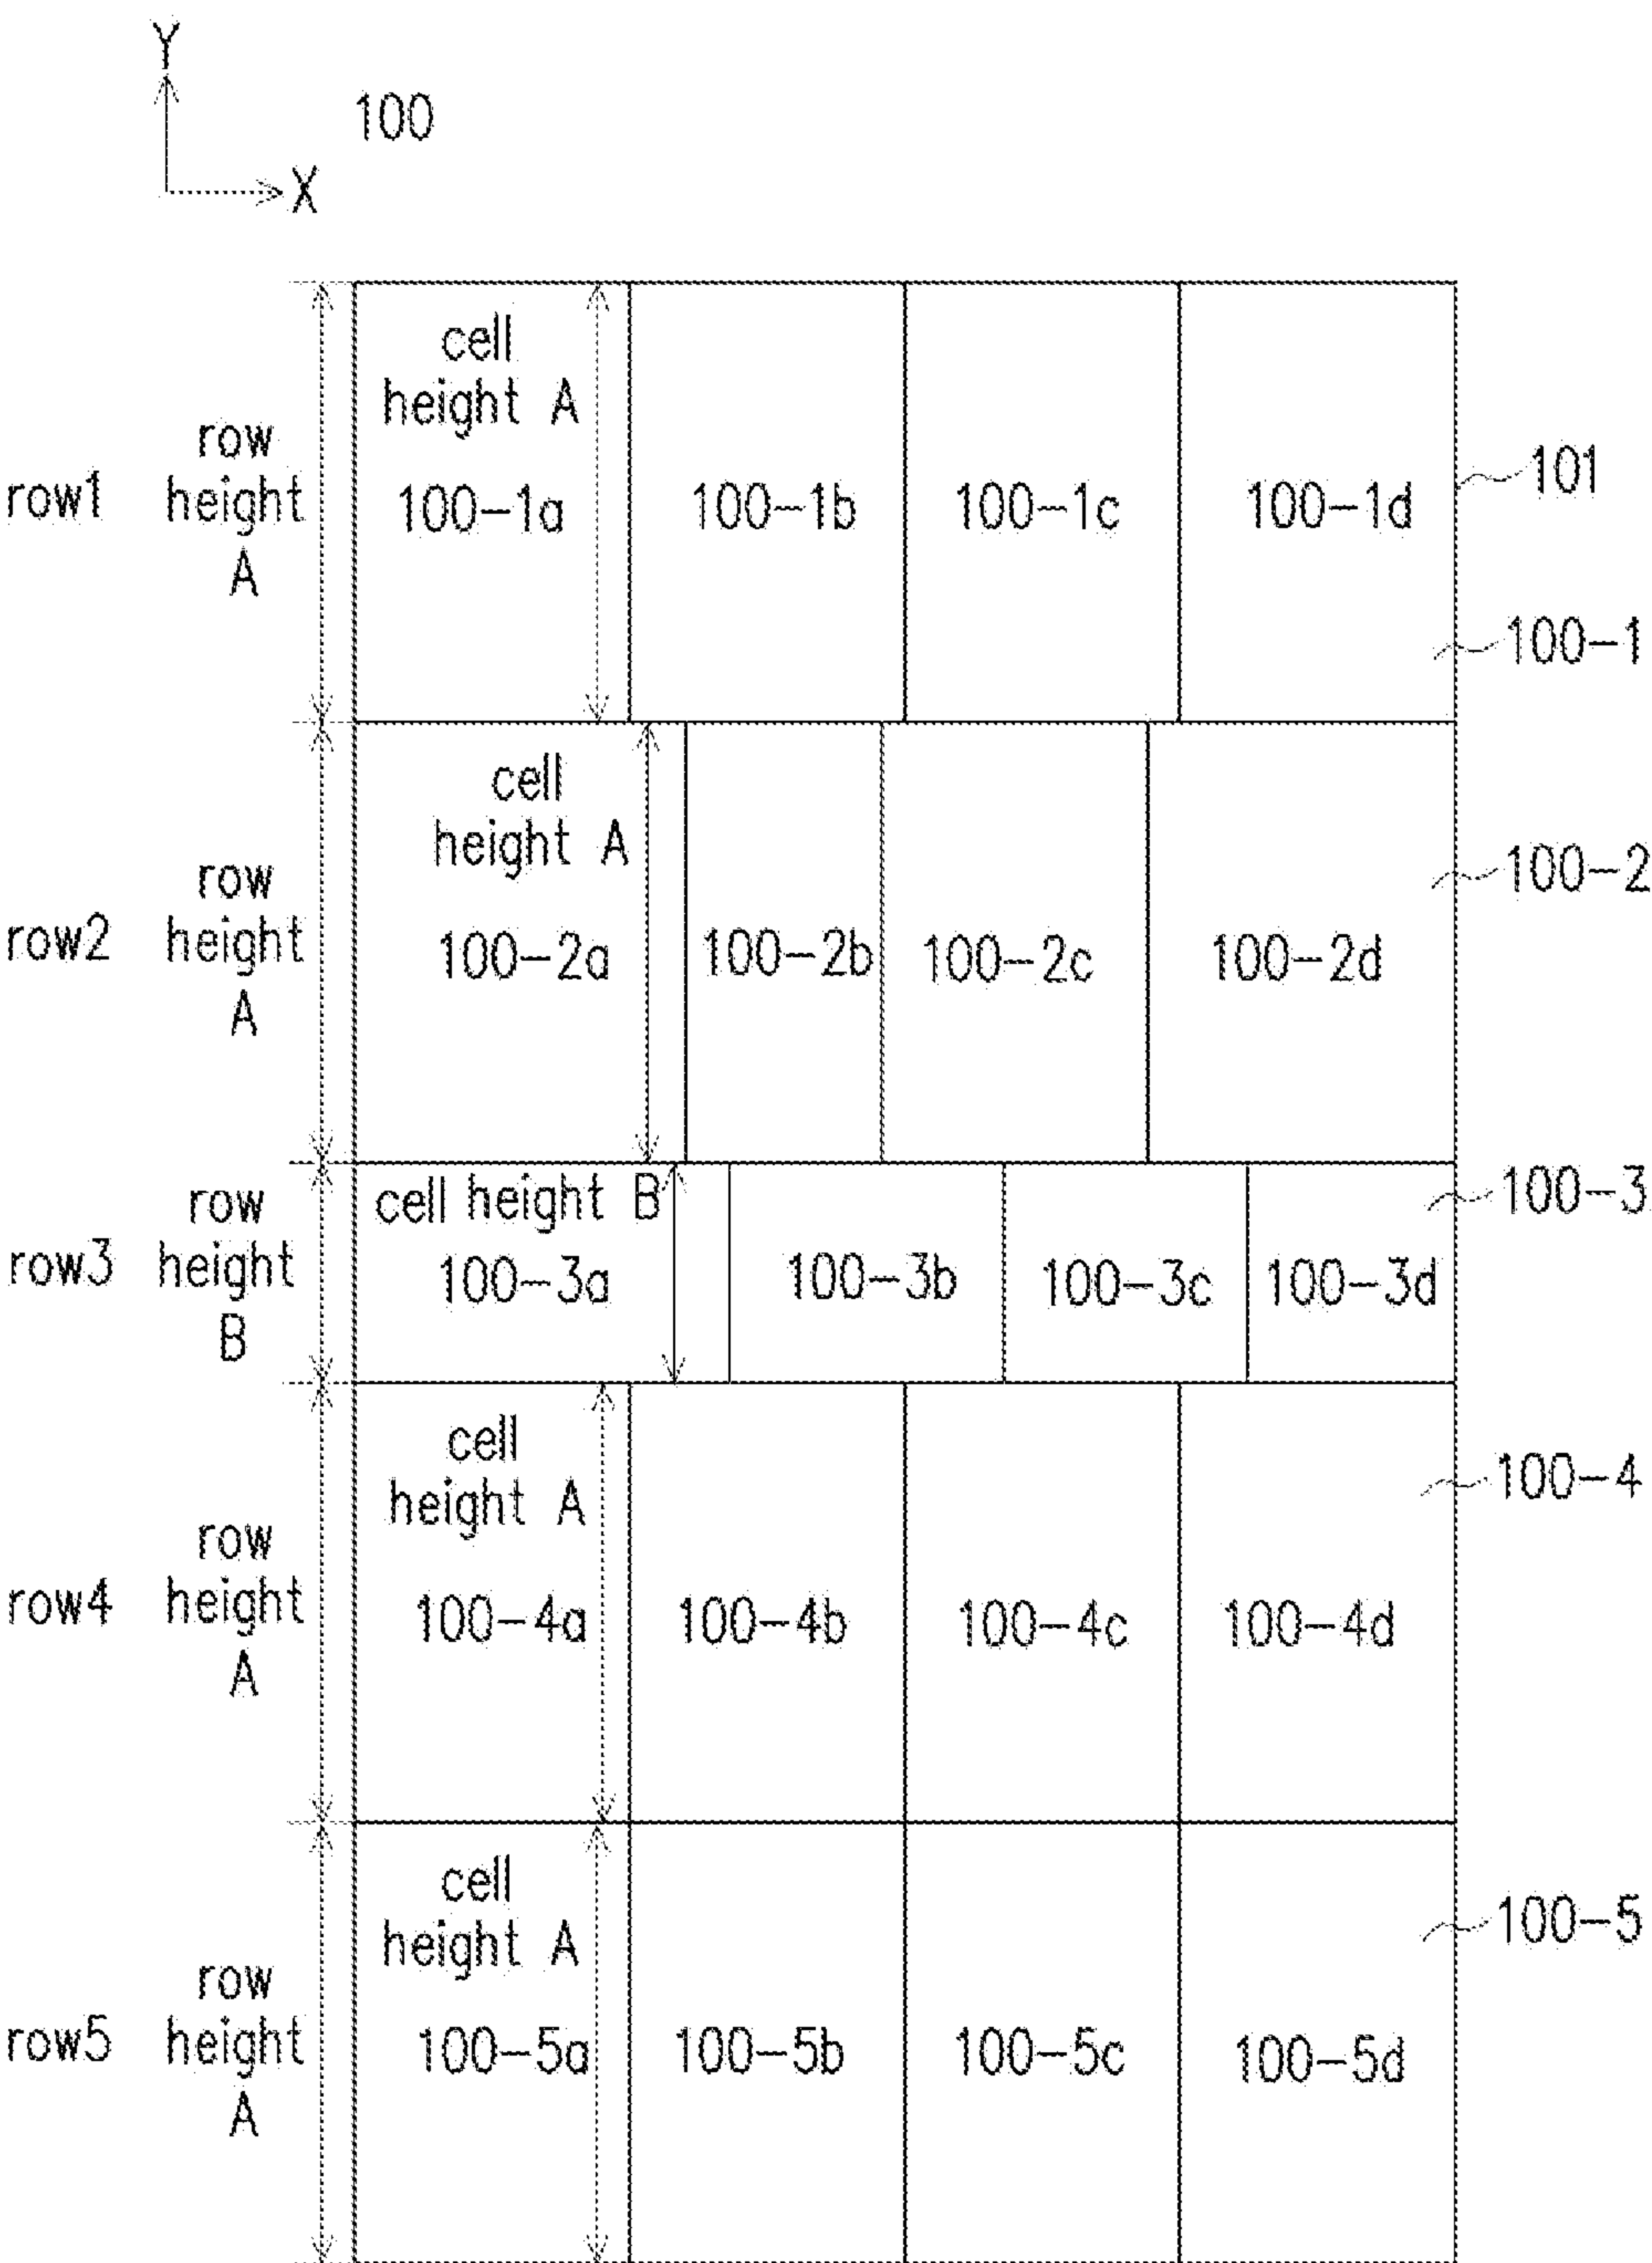 Y
100
X
cell
height A
row
height
A
row1
100-1a
100-1b
100-1c
100-1d
101
100-1
cell
height A
row
height
A
row2
100-2a
100-2b
100-2c
100-2d
100-2
cell height B
row
height
B
row3
100-3a
100-3b
100-3c
100-3d
100-3
cell
height A
row
height
A
row4
100-4a
100-4b
100-4c
100-4d
100-4
cell
height A
row
height
A
row5
100-5a
100-5b
100-5c
100-5d
100-5